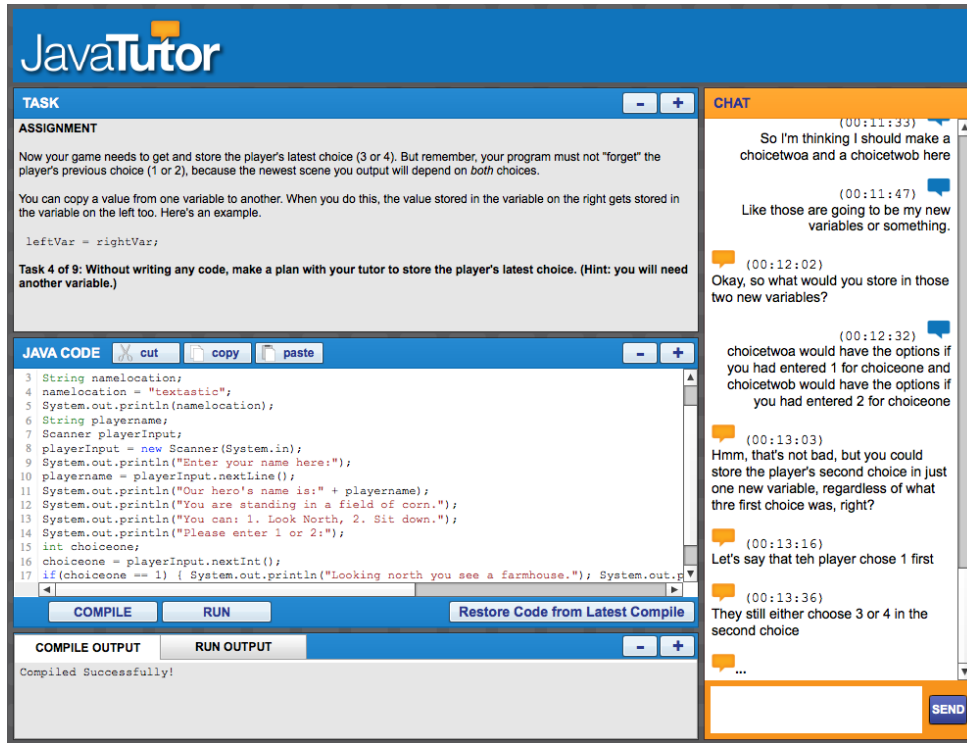 JavaTutor
TASK
- +
ASSIGNMENT
Now your game needs to get and store the player's latest choice (3 or 4). But remember, your program must not "forget" the
player's previous choice (1 or 2), because the newest scene you output will depend on both choices.
You can copy a value from one variable to another. When you do this, the value stored in the variable on the right gets stored in
the variable on the left too. Here's an example.
leftVar = rightVar;
Task 4 of 9: Without writing any code, make a plan with your tutor to store the player's latest choice. (Hint: you will need
another variable.)
JAVA CODE cut copy paste - +
3 String namelocation;
4 namelocation = "textastic";
5 System.out.println(namelocation);
6 String playername;
7 Scanner playerInput;
8 playerInput = new Scanner(System.in);
9 System.out.println("Enter your name here:");
10 playername = playerInput.nextLine();
11 System.out.println("Our hero's name is:" + playername);
12 System.out.println("You are standing in a field of corn.");
13 System.out.println("You can: 1. Look North, 2. Sit down.");
14 System.out.println("Please enter 1 or 2:");
15 int choiceone;
16 choiceone = playerInput.nextInt();
17 if(choiceone == 1) { System.out.println("Looking north you see a farmhouse."); System.out.p
COMPILE RUN Restore Code from Latest Compile
COMPILE OUTPUT RUN OUTPUT - +
Compiled Successfully!
CHAT
(00:11:33)
So I'm thinking I should make a
choicetwoa and a choicetwob here
(00:11:47)
Like those are going to be my new
variables or something.
(00:12:02)
Okay, so what would you store in those
two new variables?
(00:12:32)
choicetwoa would have the options if
you had entered 1 for choiceone and
choicetwob would have the options if
you had entered 2 for choiceone
(00:13:03)
Hmm, that's not bad, but you could
store the player's second choice in just
one new variable, regardless of what
thre first choice was, right?
(00:13:16)
Let's say that teh player chose 1 first
(00:13:36)
They still either choose 3 or 4 in the
second choice
...
SEND